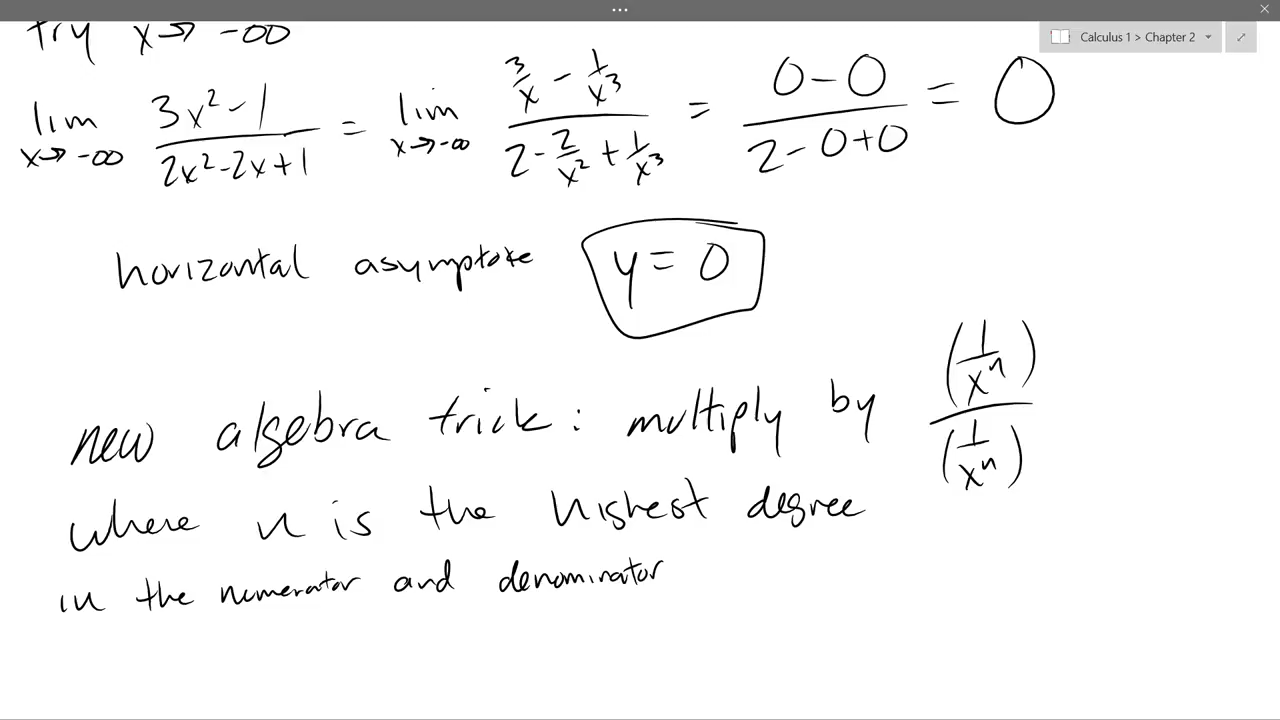 try x → -∞
Calculus 1 > Chapter 2
lim x→-∞ (3x² - 1)/(2x² - 2x + 1) = lim x→-∞ (3/x - 1/x³)/(2 - 2/x² + 1/x³) = (0 - 0)/(2 - 0 + 0) = 0
horizontal asymptote y = 0
new algebra trick: multiply by (1/xⁿ)/(1/xⁿ)
where n is the highest degree
in the numerator and denominator